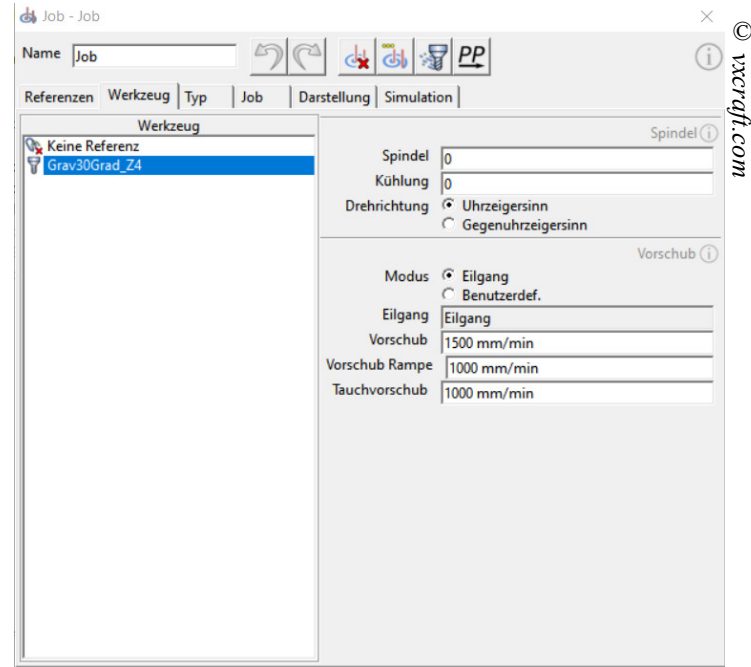 Job - Job
Name Job PP
Referenzen Werkzeug Typ Job Darstellung Simulation
Werkzeug
Keine Referenz
Grav30Grad_Z4
Spindel
Spindel 0
Kühlung 0
Drehrichtung Uhrzeigersinn
Gegenuhrzeigersinn
Vorschub
Modus Eilgang
Benutzerdef.
Eilgang Eilgang
Vorschub 1500 mm/min
Vorschub Rampe 1000 mm/min
Tauchvorschub 1000 mm/min
© vxcraft.com